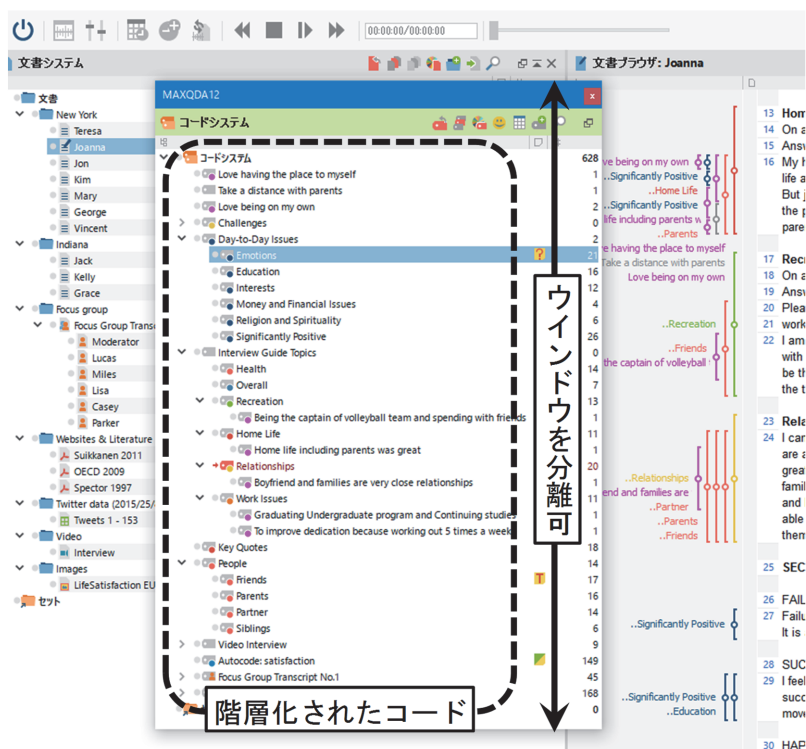 00:00:00/00:00:00
文書システム
文書
New York
Teresa
Joanna
Jon
Kim
Mary
George
Vincent
Indiana
Jack
Kelly
Grace
Focus group
Focus Group
Moderator
Lucas
Miles
Lisa
Casey
Parker
Websites & Literature
Suikkanen 2011
OECD 2009
Spector 1997
Twitter data
Tweets 1 - 153
Video
Interview
Images
LifeSatisfaction EU
セット
MAXQDA12
コードシステム
コードシステム 628
Love having the place to myself 1
Take a distance with parents 1
Love being on my own 2
Challenges 0
Day-to-Day Issues 2
Emotions 21
Education 16
Interests 12
Money and Financial Issues 4
Religion and Spirituality 6
Significantly Positive 26
Interview Guide Topics 0
Health 14
Overall 7
Recreation 13
Being the captain of volleyball team and spending with friends 1
Home Life 11
Home life including parents was great 1
Relationships 20
Boyfriend and families are very close relationships 1
Work Issues 11
Graduating Undergraduate program and Continuing studie 1
To improve dedication because working out 5 times a week 1
Key Quotes 18
People 14
Friends 17
Parents 16
Partner 14
Siblings 6
Video Interview 9
Autocode: satisfaction 149
Focus Group Transcript No.1 45
168
0
ウインドウを分離可
階層化されたコード
文書ブラウザ: Joanna
ve being on my own
..Significantly Positive
..Home Life
..Significantly Positive
life including parents w
..Parents
e having the place to myself
Take a distance with parents
Love being on my own
..Recreation
..Friends
the captain of volleyball
..Relationships
end and families are
..Partner
..Parents
..Friends
..Significantly Positive
..Significantly Positive
..Education
13 Hom
14 On a
15 Answ
16 My h
life a
But j
the p
pare
17 Recr
18 On a
19 Answ
20 Plea
21 work
22 I am
with
be th
the t
23 Rela
24 I car
are a
grea
famil
and
able
them
25 SEC
26 FAIL
27 Failu
It is
28 SUC
29 I feel
succ
move
30 HAP